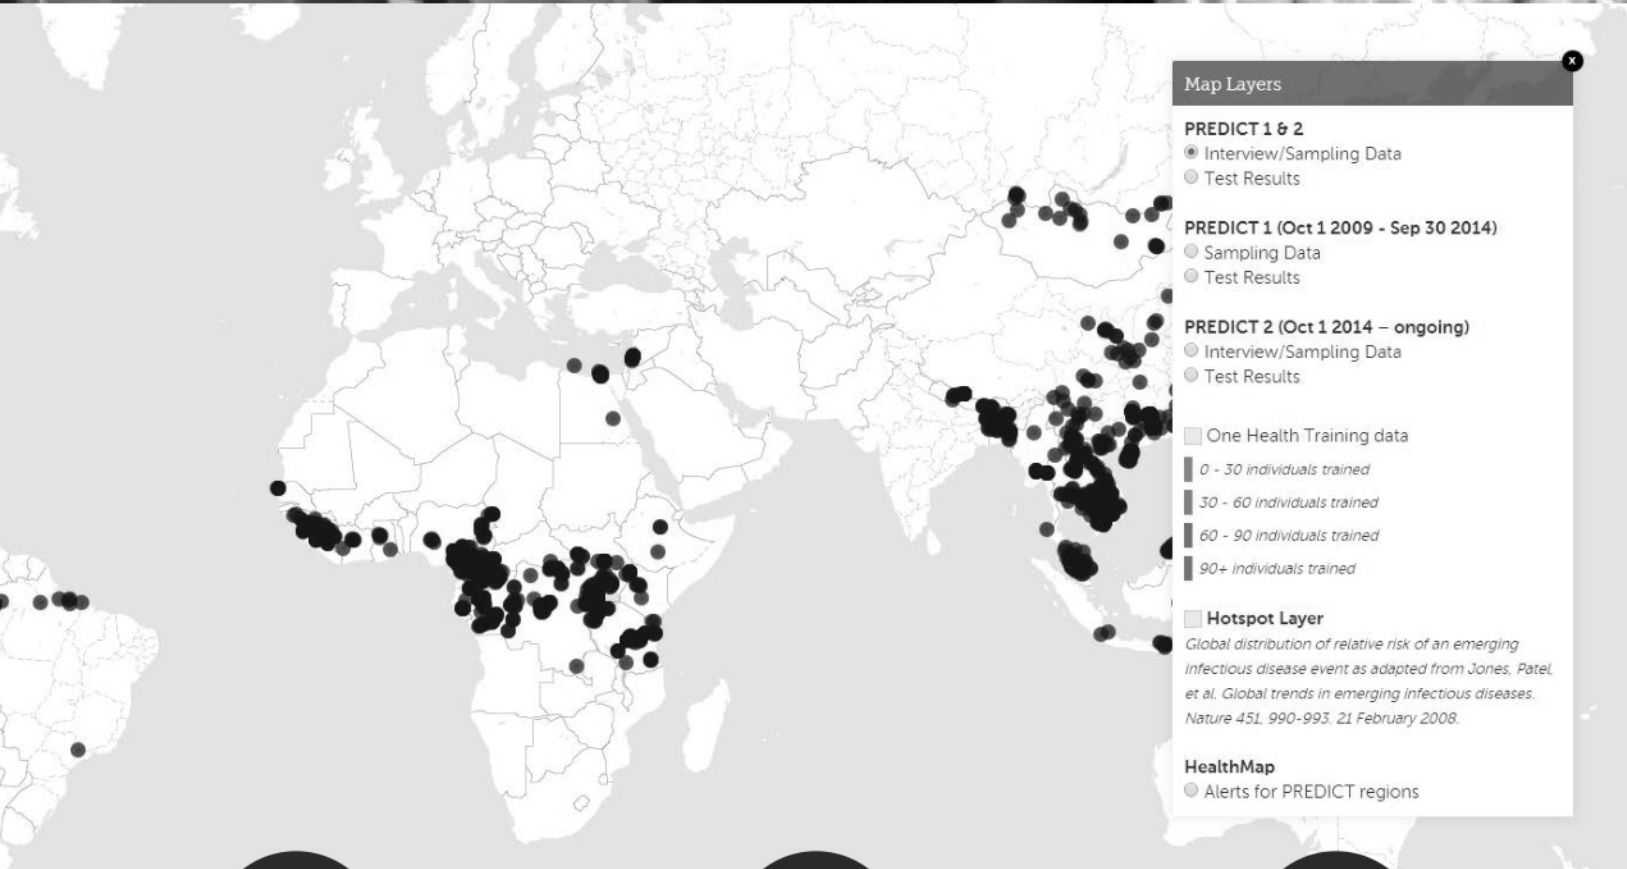 x
Map Layers
PREDICT 1 & 2
Interview/Sampling Data
Test Results
PREDICT 1 (Oct 1 2009 - Sep 30 2014)
Sampling Data
Test Results
PREDICT 2 (Oct 1 2014 – ongoing)
Interview/Sampling Data
Test Results
One Health Training data
0 - 30 individuals trained
30 - 60 individuals trained
60 - 90 individuals trained
90+ individuals trained
Hotspot Layer
Global distribution of relative risk of an emerging
infectious disease event as adapted from Jones, Patel,
et al. Global trends in emerging infectious diseases.
Nature 451, 990-993. 21 February 2008.
HealthMap
Alerts for PREDICT regions